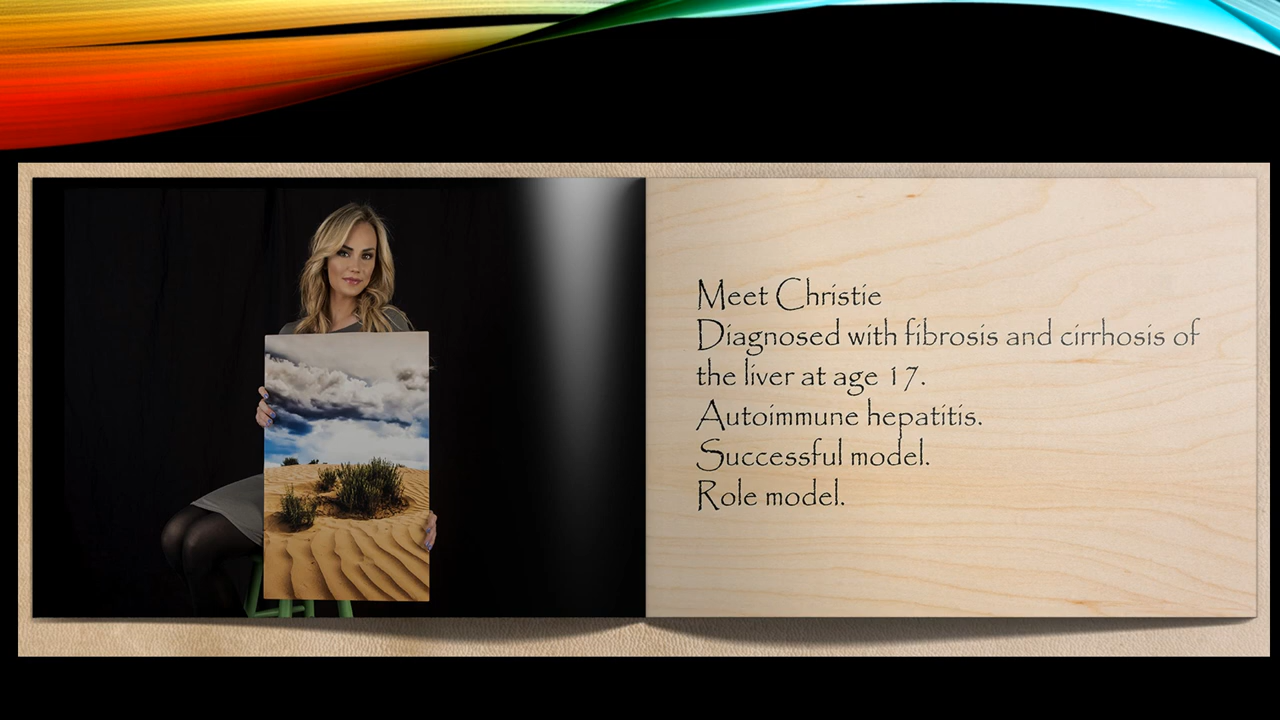 Meet Christie
Diagnosed with fibrosis and cirrhosis of
the liver at age 17.
Autoimmune hepatitis.
Successful model.
Role model.